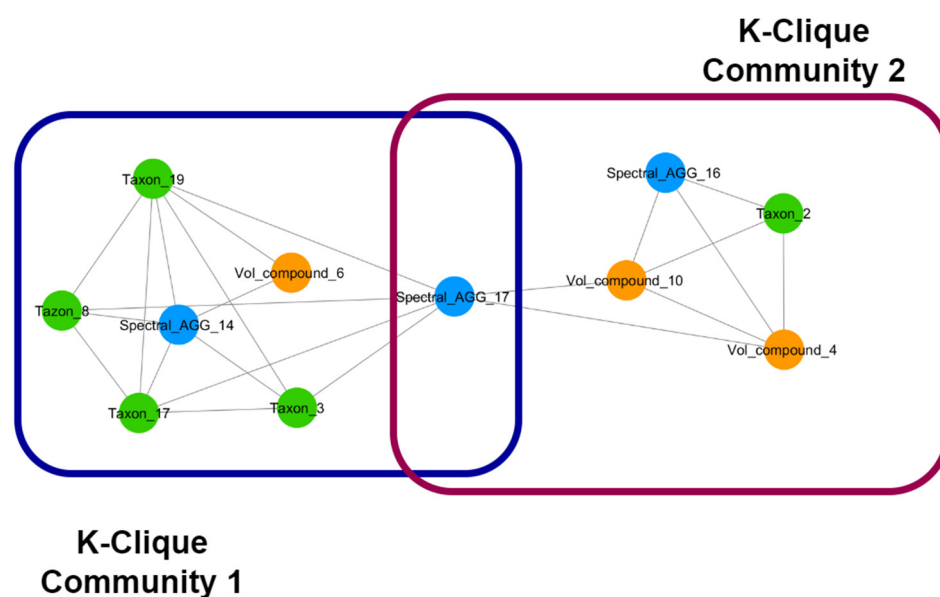 K-Clique
Community 2
Taxon_19
Spectral_AGG_16
Taxon_2
Vol_compound_6
Vol_compound_10
Tazon_8
Spectral_AGG_17
Spectral_AGG_14
Vol_compound_4
Taxon_17
Taxon_3
K-Clique
Community 1